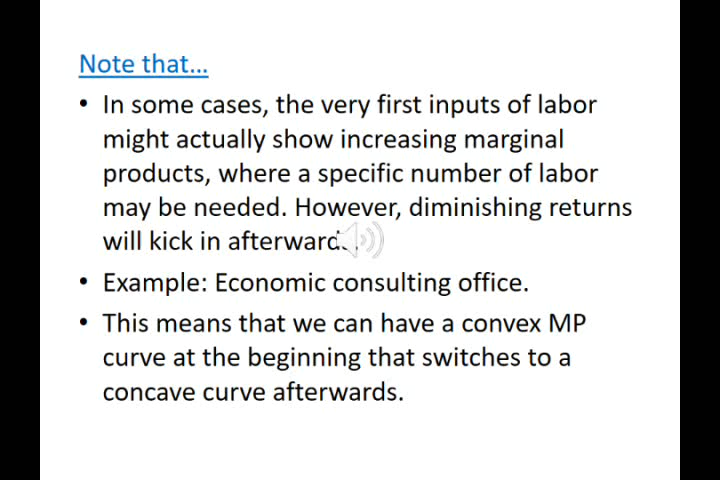 Note that...
• In some cases, the very first inputs of labor
might actually show increasing marginal
products, where a specific number of labor
may be needed. However, diminishing returns
will kick in afterwards.
• Example: Economic consulting office.
• This means that we can have a convex MP
curve at the beginning that switches to a
concave curve afterwards.